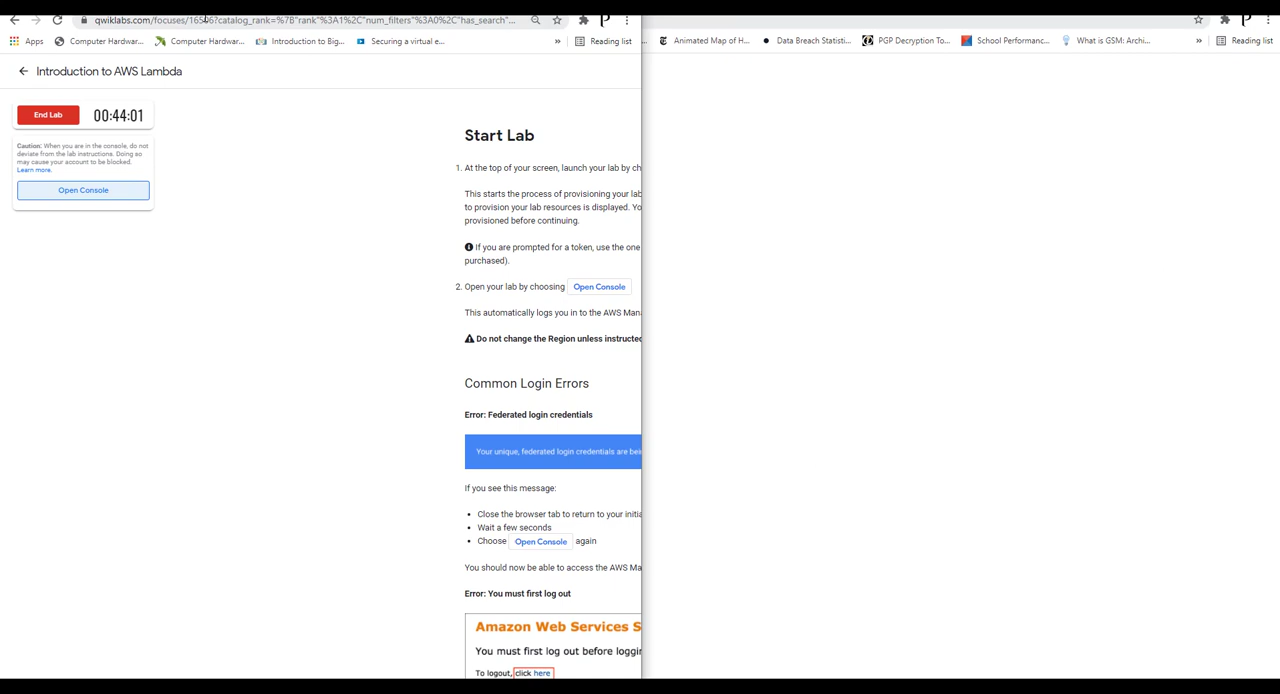 qwiklabs.com/focuses/16506?catalog_rank=%7B"rank"%3A1%2C"num_filters"%3A0%2C"has_search"...
Apps Computer Hardwar... Computer Hardwar... Introduction to Big... Securing a virtual e... » Reading list
Animated Map of H... Data Breach Statisti... PGP Decryption To... School Performanc... What is GSM: Archi... » Reading list
Introduction to AWS Lambda
End Lab 00:44:01
Caution: When you are in the console, do not
deviate from the lab instructions. Doing so
may cause your account to be blocked.
Learn more.
Open Console
Start Lab
1. At the top of your screen, launch your lab by ch
This starts the process of provisioning your lab
to provision your lab resources is displayed. Yo
provisioned before continuing.
If you are prompted for a token, use the one
purchased).
2. Open your lab by choosing Open Console
This automatically logs you in to the AWS Man
Do not change the Region unless instructed
Common Login Errors
Error: Federated login credentials
Your unique, federated login credentials are bei
If you see this message:
• Close the browser tab to return to your initia
• Wait a few seconds
• Choose Open Console again
You should now be able to access the AWS Ma
Error: You must first log out
Amazon Web Services S
You must first log out before loggin
To logout, click here